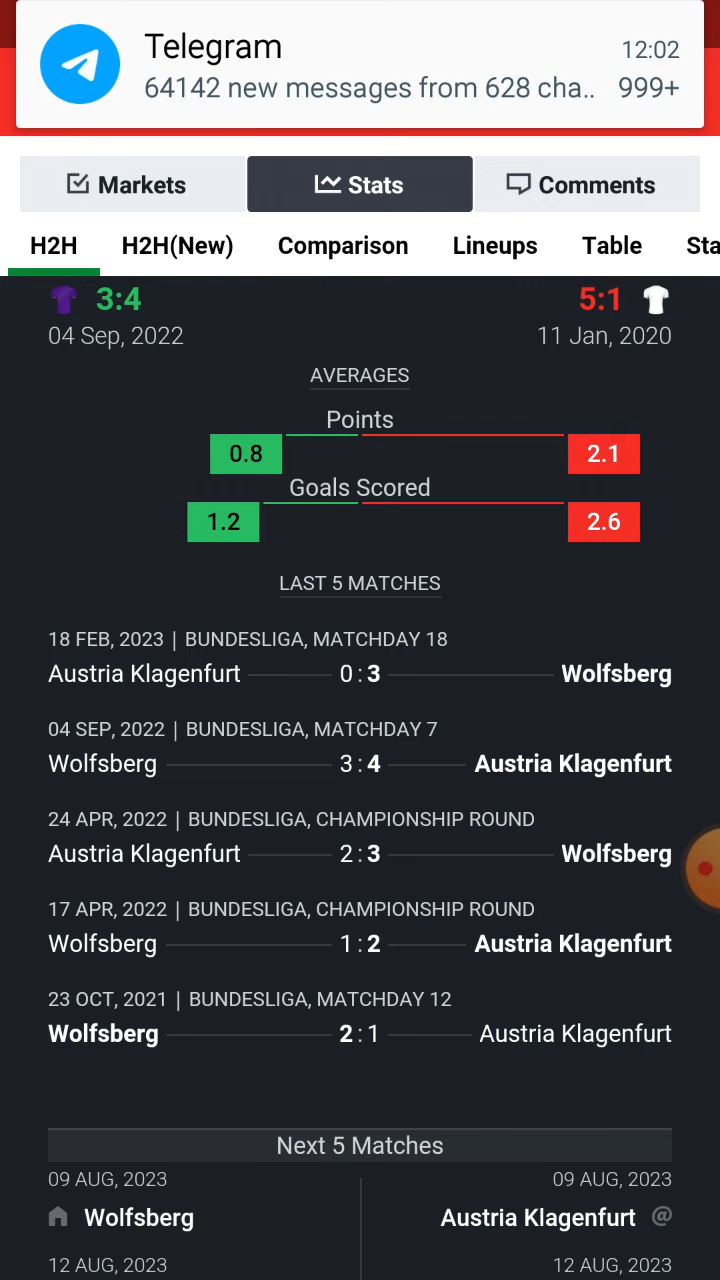 Telegram 12:02
64142 new messages from 628 cha.. 999+
Markets Stats Comments
H2H H2H(New) Comparison Lineups Table Sta
3:4 5:1
04 Sep, 2022 11 Jan, 2020
AVERAGES
Points
0.8 2.1
Goals Scored
1.2 2.6
LAST 5 MATCHES
18 FEB, 2023 | BUNDESLIGA, MATCHDAY 18
Austria Klagenfurt 0 : 3 Wolfsberg
04 SEP, 2022 | BUNDESLIGA, MATCHDAY 7
Wolfsberg 3 : 4 Austria Klagenfurt
24 APR, 2022 | BUNDESLIGA, CHAMPIONSHIP ROUND
Austria Klagenfurt 2 : 3 Wolfsberg
17 APR, 2022 | BUNDESLIGA, CHAMPIONSHIP ROUND
Wolfsberg 1 : 2 Austria Klagenfurt
23 OCT, 2021 | BUNDESLIGA, MATCHDAY 12
Wolfsberg 2 : 1 Austria Klagenfurt
Next 5 Matches
09 AUG, 2023 09 AUG, 2023
Wolfsberg Austria Klagenfurt @
12 AUG, 2023 12 AUG, 2023